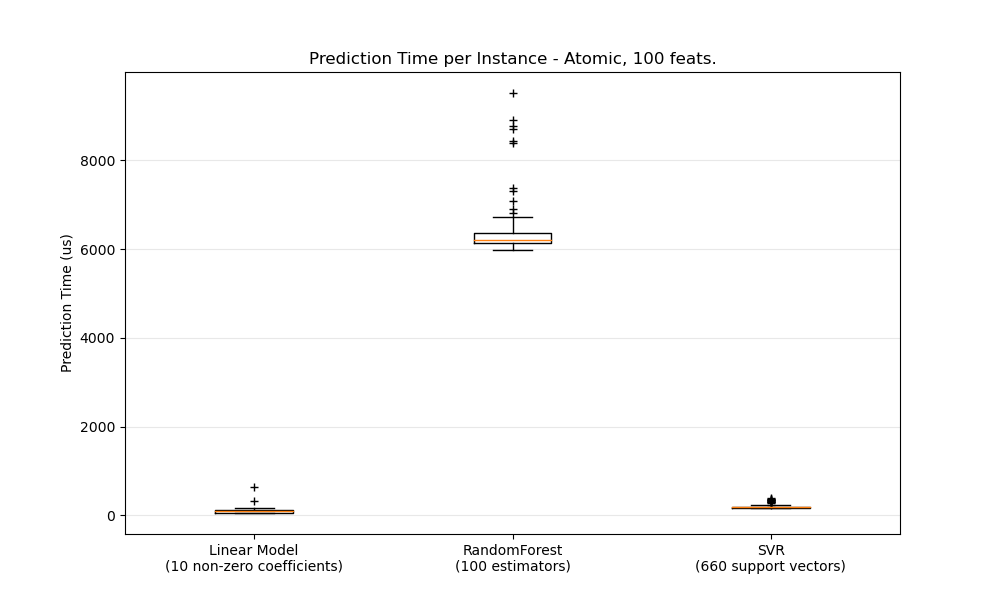 Prediction Time per Instance - Atomic, 100 feats.
Prediction Time (us)
8000
6000
4000
2000
0
Linear Model
(10 non-zero coefficients)
RandomForest
(100 estimators)
SVR
(660 support vectors)